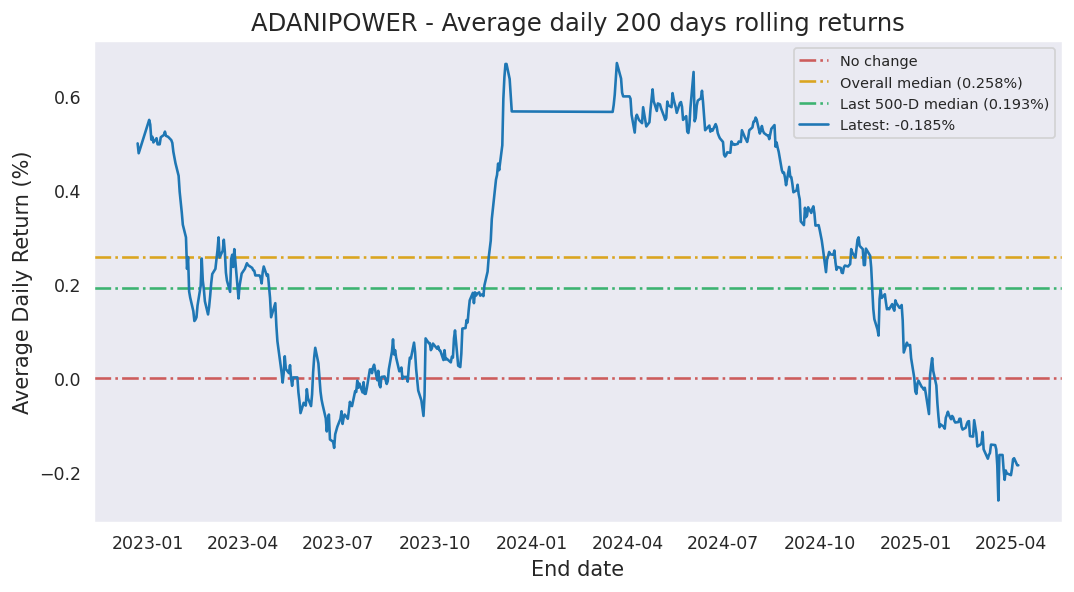 ADANIPOWER - Average daily 200 days rolling returns
No change
Overall median (0.258%)
Last 500-D median (0.193%)
Latest: -0.185%
Average Daily Return (%)
0.6
0.4
0.2
0.0
−0.2
2023-01 2023-04 2023-07 2023-10 2024-01 2024-04 2024-07 2024-10 2025-01 2025-04
End date